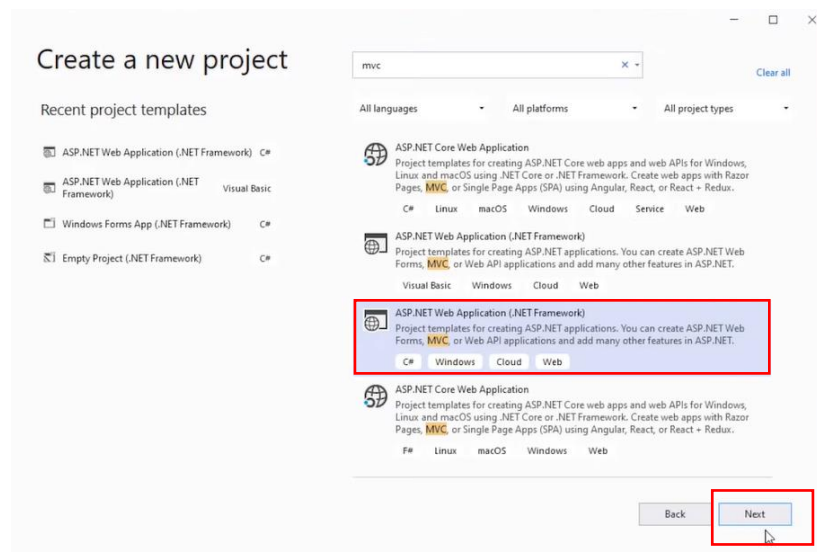 Create a new project
mvc
Clear all
Recent project templates
All languages
All platforms
All project types
ASP.NET Web Application (.NET Framework) C#
ASP.NET Web Application (.NET
Framework)
Visual Basic
Windows Forms App (.NET Framework) C#
Empty Project (.NET Framework) C#
ASP.NET Core Web Application
Project templates for creating ASP.NET Core web apps and web APIs for Windows,
Linux and macOS using .NET Core or .NET Framework. Create web apps with Razor
Pages, MVC, or Single Page Apps (SPA) using Angular, React, or React + Redux.
C# Linux macOS Windows Cloud Service Web
ASP.NET Web Application (.NET Framework)
Project templates for creating ASP.NET applications. You can create ASP.NET Web
Forms, MVC, or Web API applications and add many other features in ASP.NET.
Visual Basic Windows Cloud Web
ASP.NET Web Application (.NET Framework)
Project templates for creating ASP.NET applications. You can create ASP.NET Web
Forms, MVC, or Web API applications and add many other features in ASP.NET.
C# Windows Cloud Web
ASP.NET Core Web Application
Project templates for creating ASP.NET Core web apps and web APIs for Windows,
Linux and macOS using .NET Core or .NET Framework. Create web apps with Razor
Pages, MVC, or Single Page Apps (SPA) using Angular, React, or React + Redux.
F# Linux macOS Windows Web
Back
Next